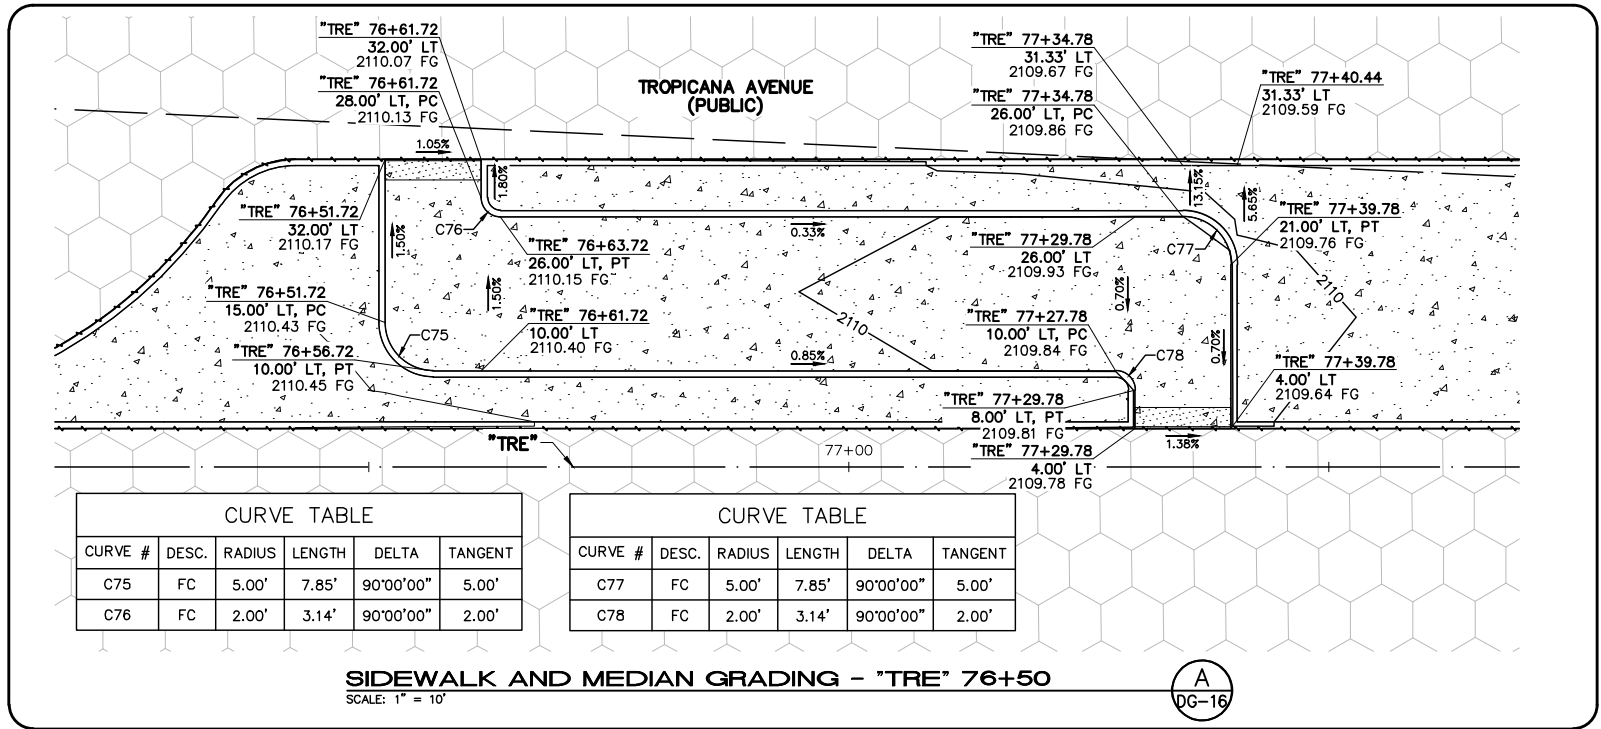 "TRE" 76+61.72
32.00' LT
2110.07 FG
"TRE" 76+61.72
28.00' LT, PC
2110.13 FG
TROPICANA AVENUE
(PUBLIC)
"TRE" 77+34.78
31.33' LT
2109.67 FG
"TRE" 77+34.78
26.00' LT, PC
2109.86 FG
"TRE" 77+40.44
31.33' LT
2109.59 FG
1.05%
1.80%
13.15%
5.65%
"TRE" 76+51.72
32.00' LT
2110.17 FG
1.50%
C76
"TRE" 76+63.72
26.00' LT, PT
2110.15 FG
1.50%
0.33%
"TRE" 77+29.78
26.00' LT
2109.93 FG
C77
"TRE" 77+39.78
21.00' LT, PT
2109.76 FG
2110
"TRE" 76+51.72
15.00' LT, PC
2110.43 FG
C75
"TRE" 76+61.72
10.00' LT
2110.40 FG
2110
0.70%
"TRE" 77+27.78
10.00' LT, PC
2109.84 FG
0.70%
"TRE" 76+56.72
10.00' LT, PT
2110.45 FG
0.85%
C78
"TRE" 77+39.78
4.00' LT
2109.64 FG
"TRE" 77+29.78
8.00' LT, PT
2109.81 FG
"TRE"
77+00
"TRE" 77+29.78
4.00' LT
2109.78 FG
1.38%
CURVE TABLE
CURVE # DESC. RADIUS LENGTH DELTA TANGENT
C75 FC 5.00' 7.85' 90°00'00" 5.00'
C76 FC 2.00' 3.14' 90°00'00" 2.00'
CURVE TABLE
CURVE # DESC. RADIUS LENGTH DELTA TANGENT
C77 FC 5.00' 7.85' 90°00'00" 5.00'
C78 FC 2.00' 3.14' 90°00'00" 2.00'
SIDEWALK AND MEDIAN GRADING - "TRE" 76+50
SCALE: 1" = 10'
A
DG-16